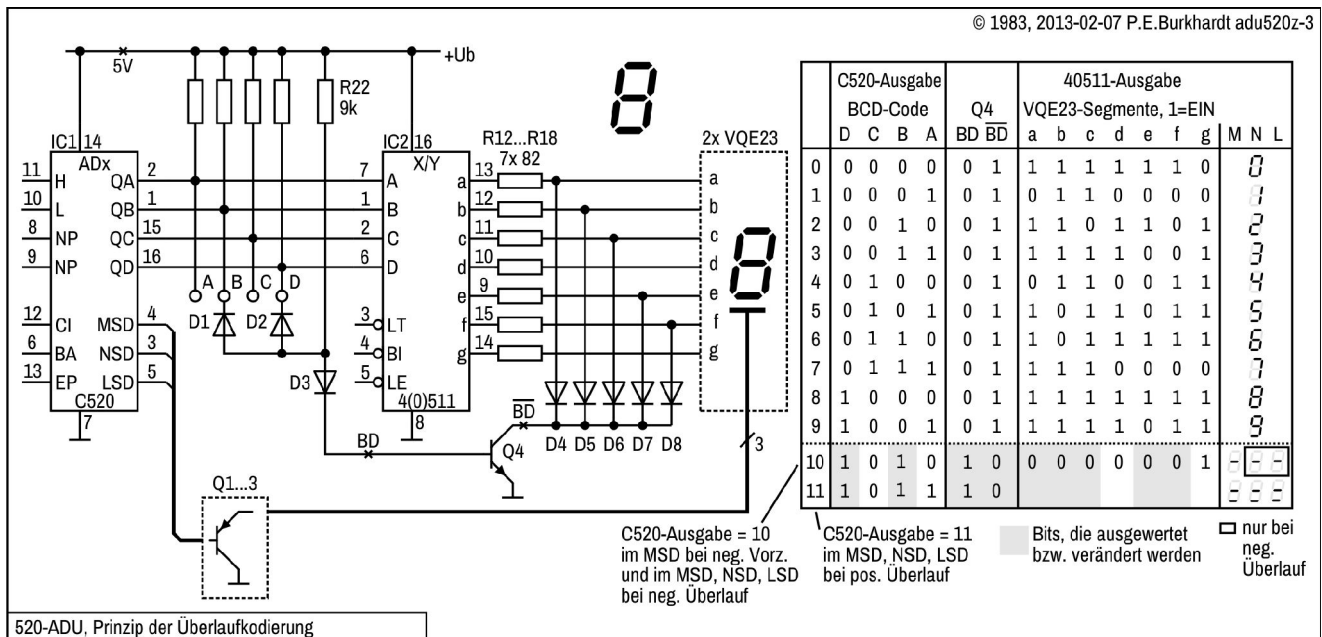 © 1983, 2013-02-07 P.E.Burkhardt adu520z-3
5V
+Ub
R22
9k
IC1 14
ADx
11 H
10 L
8 NP
9 NP
12 CI
6 BA
13 EP
QA 2
QB 1
QC 15
QD 16
MSD 4
NSD 3
LSD 5
C520
7
A B C D
D1 D2
D3
IC2 16
X/Y
7 A
1 B
2 C
6 D
3 LT
4 BI
5 LE
a 13
b 12
c 11
d 10
e 9
f 15
g 14
4(0)511
8
R12...R18
7x 82
2x VQE23
a
b
c
d
e
f
g
BD
BD
Q4
D4 D5 D6 D7 D8
3
Q1...3
C520-Ausgabe 40511-Ausgabe
BCD-Code Q4 VQE23-Segmente, 1=EIN
D C B A BD BD a b c d e f g M N L
0 0 0 0 0 0 1 1 1 1 1 1 1 0 0
1 0 0 0 1 0 1 0 1 1 0 0 0 0 1
2 0 0 1 0 0 1 1 1 0 1 1 0 1 2
3 0 0 1 1 0 1 1 1 1 1 0 0 1 3
4 0 1 0 0 0 1 0 1 1 0 0 1 1 4
5 0 1 0 1 0 1 1 0 1 1 0 1 1 5
6 0 1 1 0 0 1 1 0 1 1 1 1 1 6
7 0 1 1 1 0 1 1 1 1 0 0 0 0 7
8 1 0 0 0 0 1 1 1 1 1 1 1 1 8
9 1 0 0 1 0 1 1 1 1 1 0 1 1 9
10 1 0 1 0 1 0 0 0 0 0 0 0 1 - - -
11 1 0 1 1 1 0 - - -
C520-Ausgabe = 10
im MSD bei neg. Vorz.
und im MSD, NSD, LSD
bei neg. Überlauf
C520-Ausgabe = 11
im MSD, NSD, LSD
bei pos. Überlauf
Bits, die ausgewertet
bzw. verändert werden
nur bei
neg.
Überlauf
520-ADU, Prinzip der Überlaufkodierung